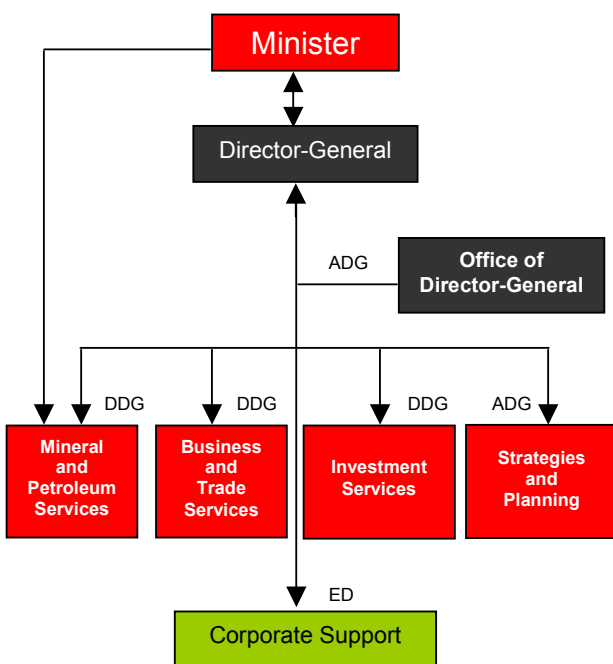 Minister
Director-General
ADG
Office of
Director-General
DDG
DDG
DDG
ADG
Mineral
and
Petroleum
Services
Business
and
Trade
Services
Investment
Services
Strategies
and
Planning
ED
Corporate Support